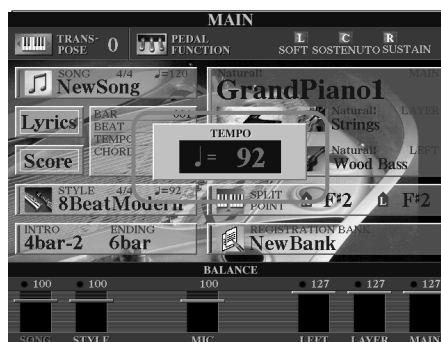 MAIN
TRANS-
POSE 0
PEDAL
FUNCTION
L C R
SOFT SOSTENUTO SUSTAIN
SONG 4/4 ♩=120
NewSong
Natural! MAIN
GrandPiano1
Lyrics
BAR 001
BEAT
TEMPO
CHORD
Natural! LAYER
Strings
TEMPO
♩= 92
Score
Natural! LEFT
Wood Bass
STYLE 4/4 ♩=92
8BeatModern
SPLIT
POINT
F♯2 L F♯2
INTRO ENDING
4bar-2 6bar
REGISTRATION BANK
NewBank
BALANCE
100 100 100 127 127 127
SONG STYLE MIC LEFT LAYER MAIN